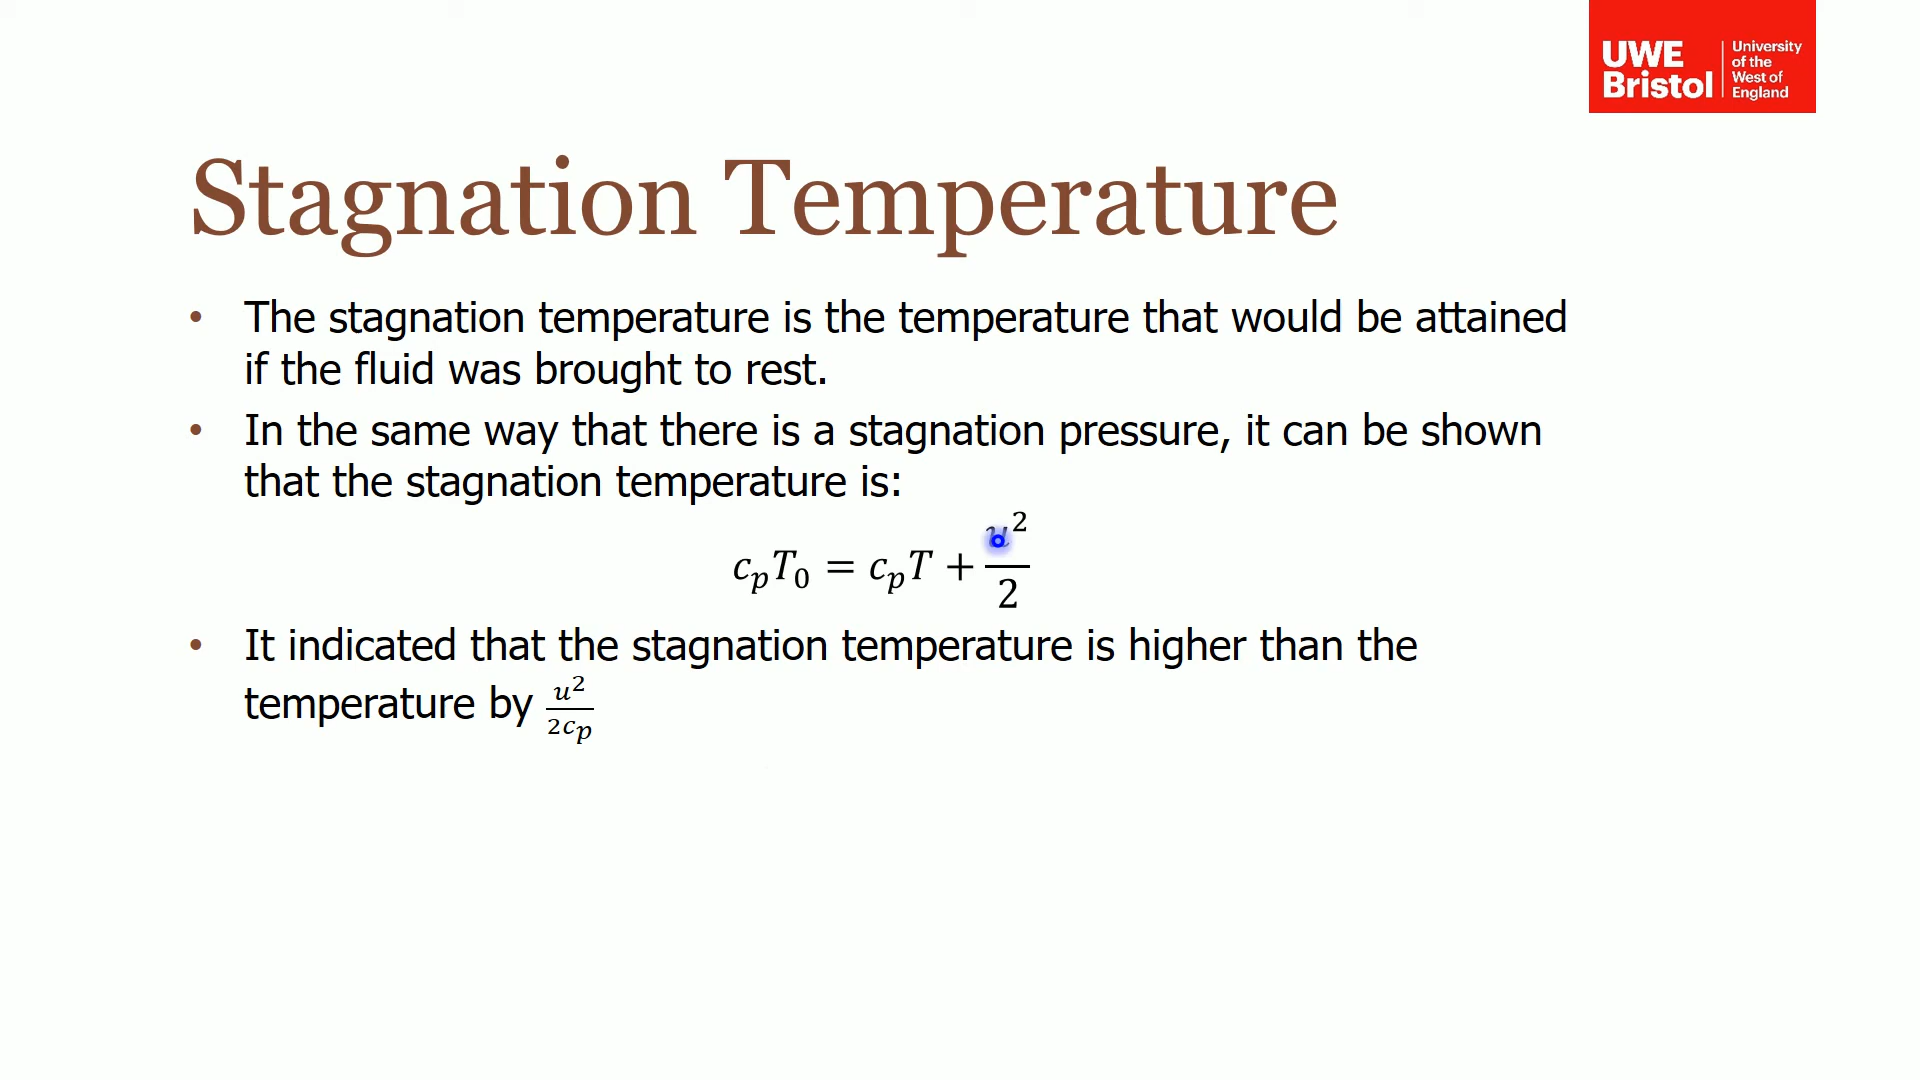 UWE Bristol
University
of the
West of
England
Stagnation Temperature
• The stagnation temperature is the temperature that would be attained
if the fluid was brought to rest.
• In the same way that there is a stagnation pressure, it can be shown
that the stagnation temperature is:
c_p T_0 = c_p T + u²/2
• It indicated that the stagnation temperature is higher than the
temperature by u²/2c_p